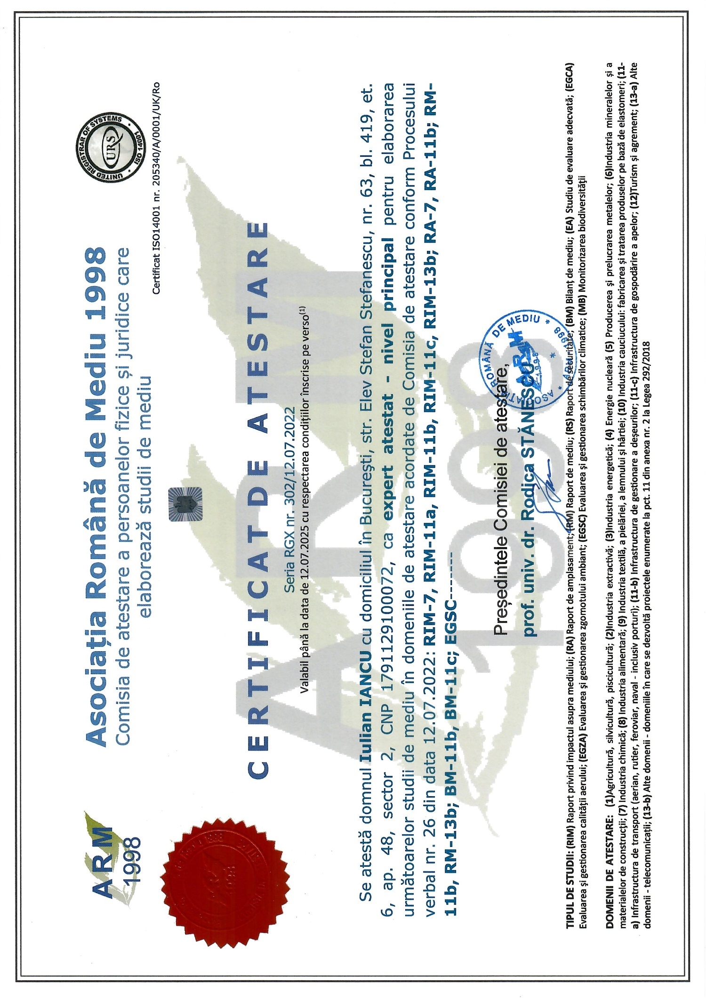 ARM
1998
Asociația Română de Mediu 1998
Comisia de atestare a persoanelor fizice și juridice care
elaborează studii de mediu
UNITED REGISTRAR OF SYSTEMS
URS
ISO 14001
Certificat ISO14001 nr. 205340/A/0001/UK/Ro
CERTIFICAT DE ATESTARE
Seria RGX nr. 302/12.07.2022
Valabil până la data de 12.07.2025 cu respectarea condițiilor înscrise pe verso(1)
Se atestă domnul Iulian IANCU cu domiciliul în București, str. Elev Stefan Stefanescu, nr. 63, bl. 419, et.
6, ap. 48, sector 2, CNP 1791129100072, ca expert atestat - nivel principal pentru elaborarea
următoarelor studii de mediu în domeniile de atestare acordate de Comisia de atestare conform Procesului
verbal nr. 26 din data 12.07.2022: RIM-7, RIM-11a, RIM-11b, RIM-11c, RIM-13b; RA-7, RA-11b; RM-
11b, RM-13b; BM-11b, BM-11c; EGSC--------
Președintele Comisiei de atestare,
prof. univ. dr. Rodica STĂNESCU
ASOCIAȚIA ROMÂNĂ DE MEDIU * ARM 1998 *
ARM
1998
TIPUL DE STUDII: (RIM) Raport privind impactul asupra mediului; (RA) Raport de amplasament; (RM) Raport de mediu; (RS) Raport de securitate; (BM) Bilanț de mediu; (EA) Studiu de evaluare adecvată; (EGCA)
Evaluarea și gestionarea calității aerului; (EGZA) Evaluarea și gestionarea zgomotului ambiant; (EGSC) Evaluarea și gestionarea schimbărilor climatice; (MB) Monitorizarea biodiversității
DOMENII DE ATESTARE: (1)Agricultură, silvicultură, piscicultură; (2)Industria extractivă; (3)Industria energetică; (4) Energie nucleară (5) Producerea și prelucrarea metalelor; (6)Industria mineralelor și a
materialelor de construcții; (7) Industria chimică; (8) Industria alimentară; (9) Industria textilă, a pielăriei, a lemnului și hârtiei; (10) Industria cauciucului: fabricarea și tratarea produselor pe bază de elastomeri; (11-
a) Infrastructura de transport (aerian, rutier, feroviar, naval - inclusiv porturi); (11-b) Infrastructura de gestionare a deșeurilor; (11-c) Infrastructura de gospodărire a apelor; (12)Turism și agrement; (13-a) Alte
domenii - telecomunicații; (13-b) Alte domenii - domeniile în care se dezvoltă proiectele enumerate la pct. 11 din anexa nr. 2 la Legea 292/2018